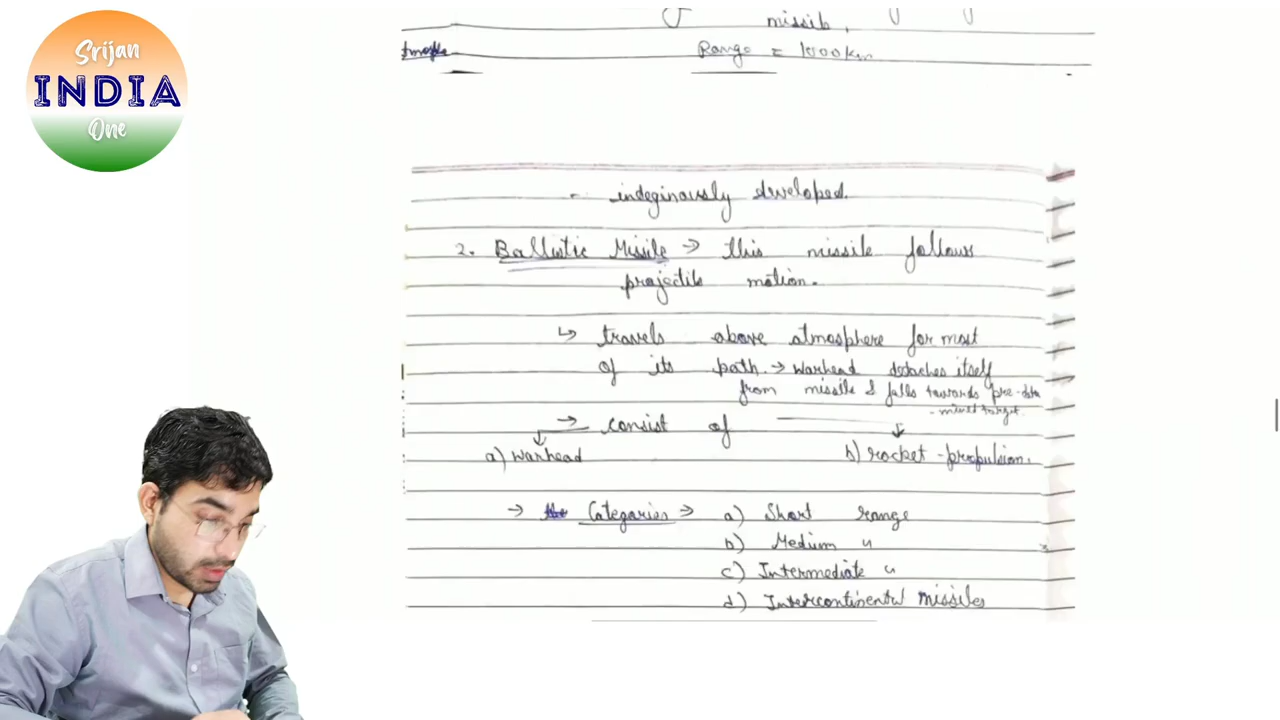 Srijan
INDIA
One
missile,
Range = 1000km
- indeginously developed.
2. Ballistic Missile → this missile follows
projectile motion.
↳ travels above atmosphere for most
of its path. → warhead detaches itself
from missile & falls towards pre-dete
-mined target.
→ consist of
a) warhead b) rocket-propulsion.
→ Categories → a) Short range
b) Medium "
c) Intermediate "
d) Intercontinental missiles